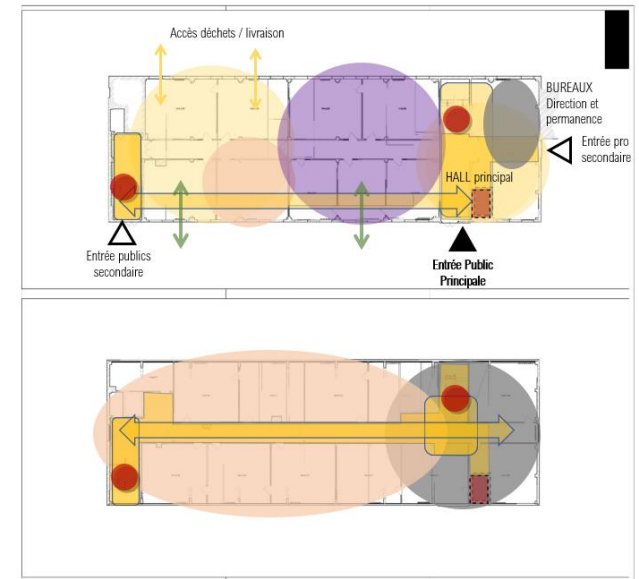 Accès déchets / livraison
BUREAUX
Direction et
permanence
Entrée pro
secondaire
HALL principal
Entrée publics
secondaire
Entrée Public
Principale